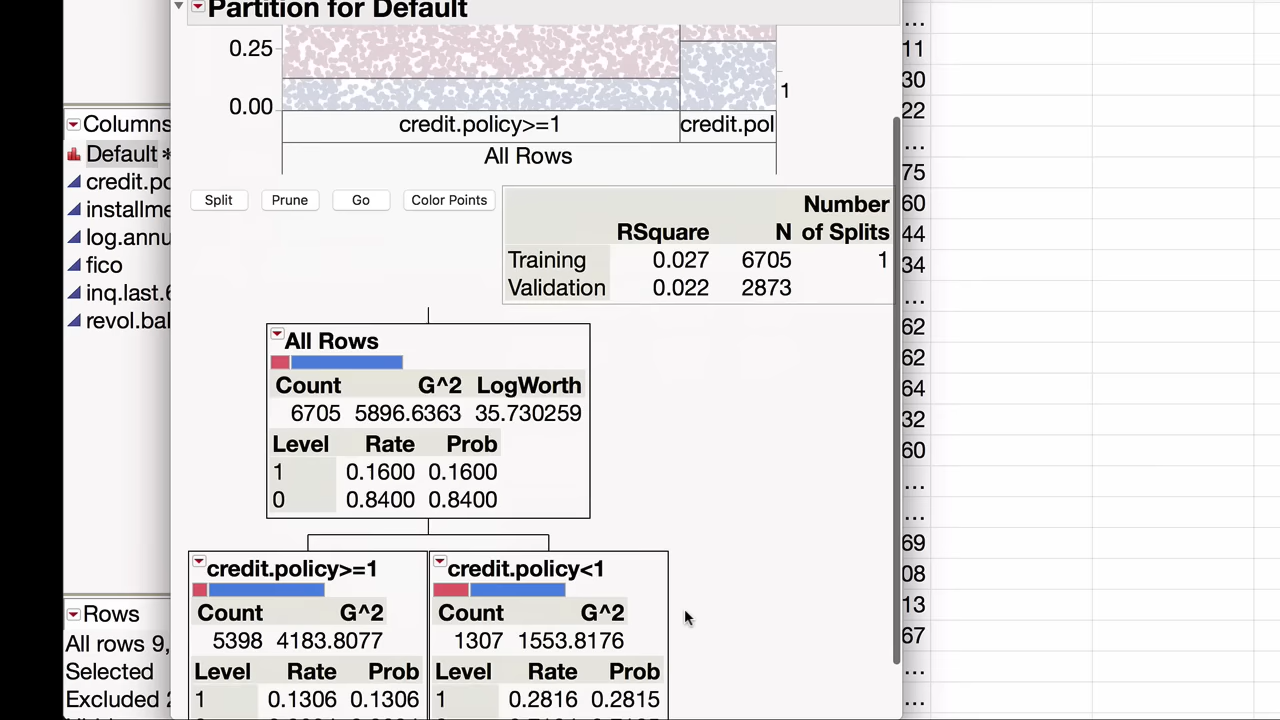 Partition for Default
0.25
0.00
1
credit.policy>=1 credit.pol
All Rows
Split Prune Go Color Points
Number
RSquare N of Splits
Training 0.027 6705 1
Validation 0.022 2873
All Rows
Count G^2 LogWorth
6705 5896.6363 35.730259
Level Rate Prob
1 0.1600 0.1600
0 0.8400 0.8400
credit.policy>=1
Count G^2
5398 4183.8077
Level Rate Prob
1 0.1306 0.1306
credit.policy<1
Count G^2
1307 1553.8176
Level Rate Prob
1 0.2816 0.2815
Columns
Default *
credit.po
installme
log.annu
fico
inq.last.6
revol.bal
Rows
All rows 9,
Selected
Excluded 2
...
11
30
22
...
75
60
44
34
...
62
62
64
32
60
...
...
69
08
13
67
...
...